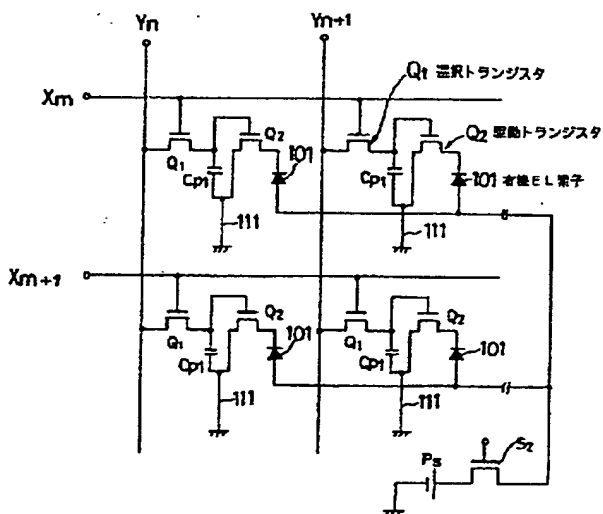 Yn
Yn+1
Xm
Q1 選択トランジスタ
Q2 駆動トランジスタ
Q1
Q2
101
CP1
101 有機EL素子
111
111
Xm+1
Q1
Q2
101
CP1
111
Q1
Q2
101
CP1
111
Ps
S2